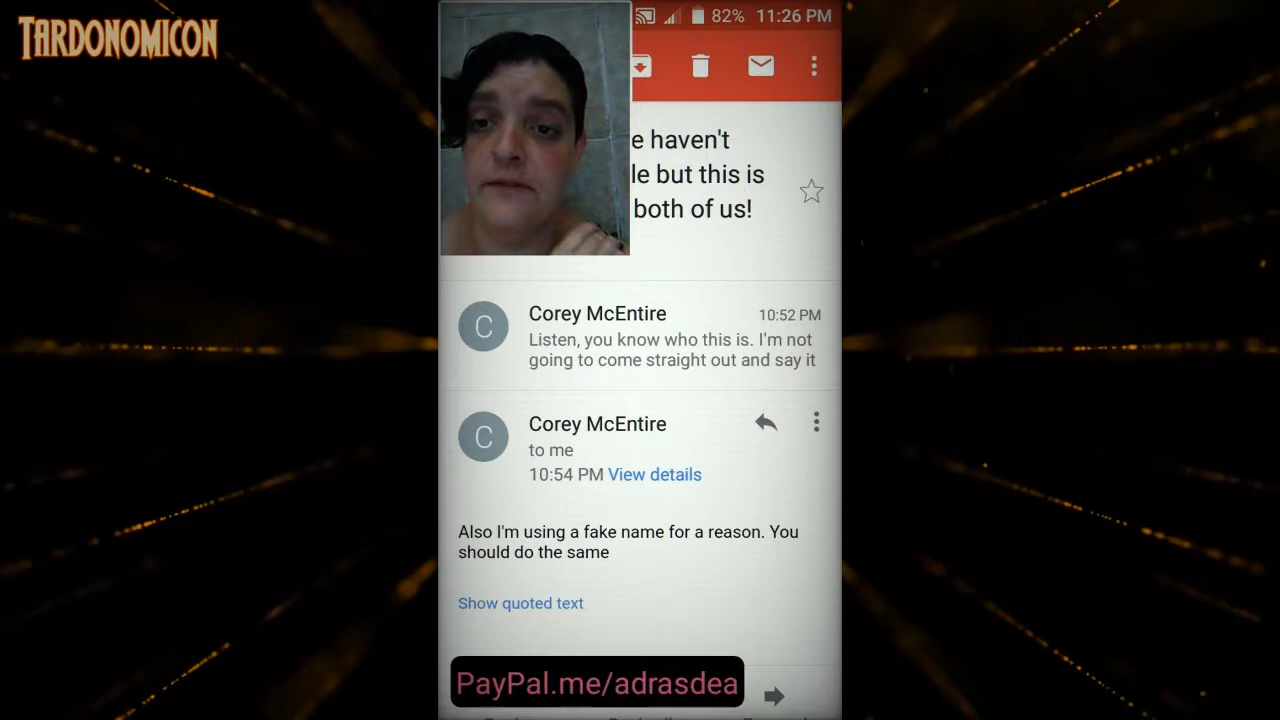 TARDONOMICON
82% 11:26 PM
e haven't
le but this is
both of us!
C
Corey McEntire
10:52 PM
Listen, you know who this is. I'm not
going to come straight out and say it
C
Corey McEntire
to me
10:54 PM View details
Also I'm using a fake name for a reason. You
should do the same
Show quoted text
PayPal.me/adrasdea